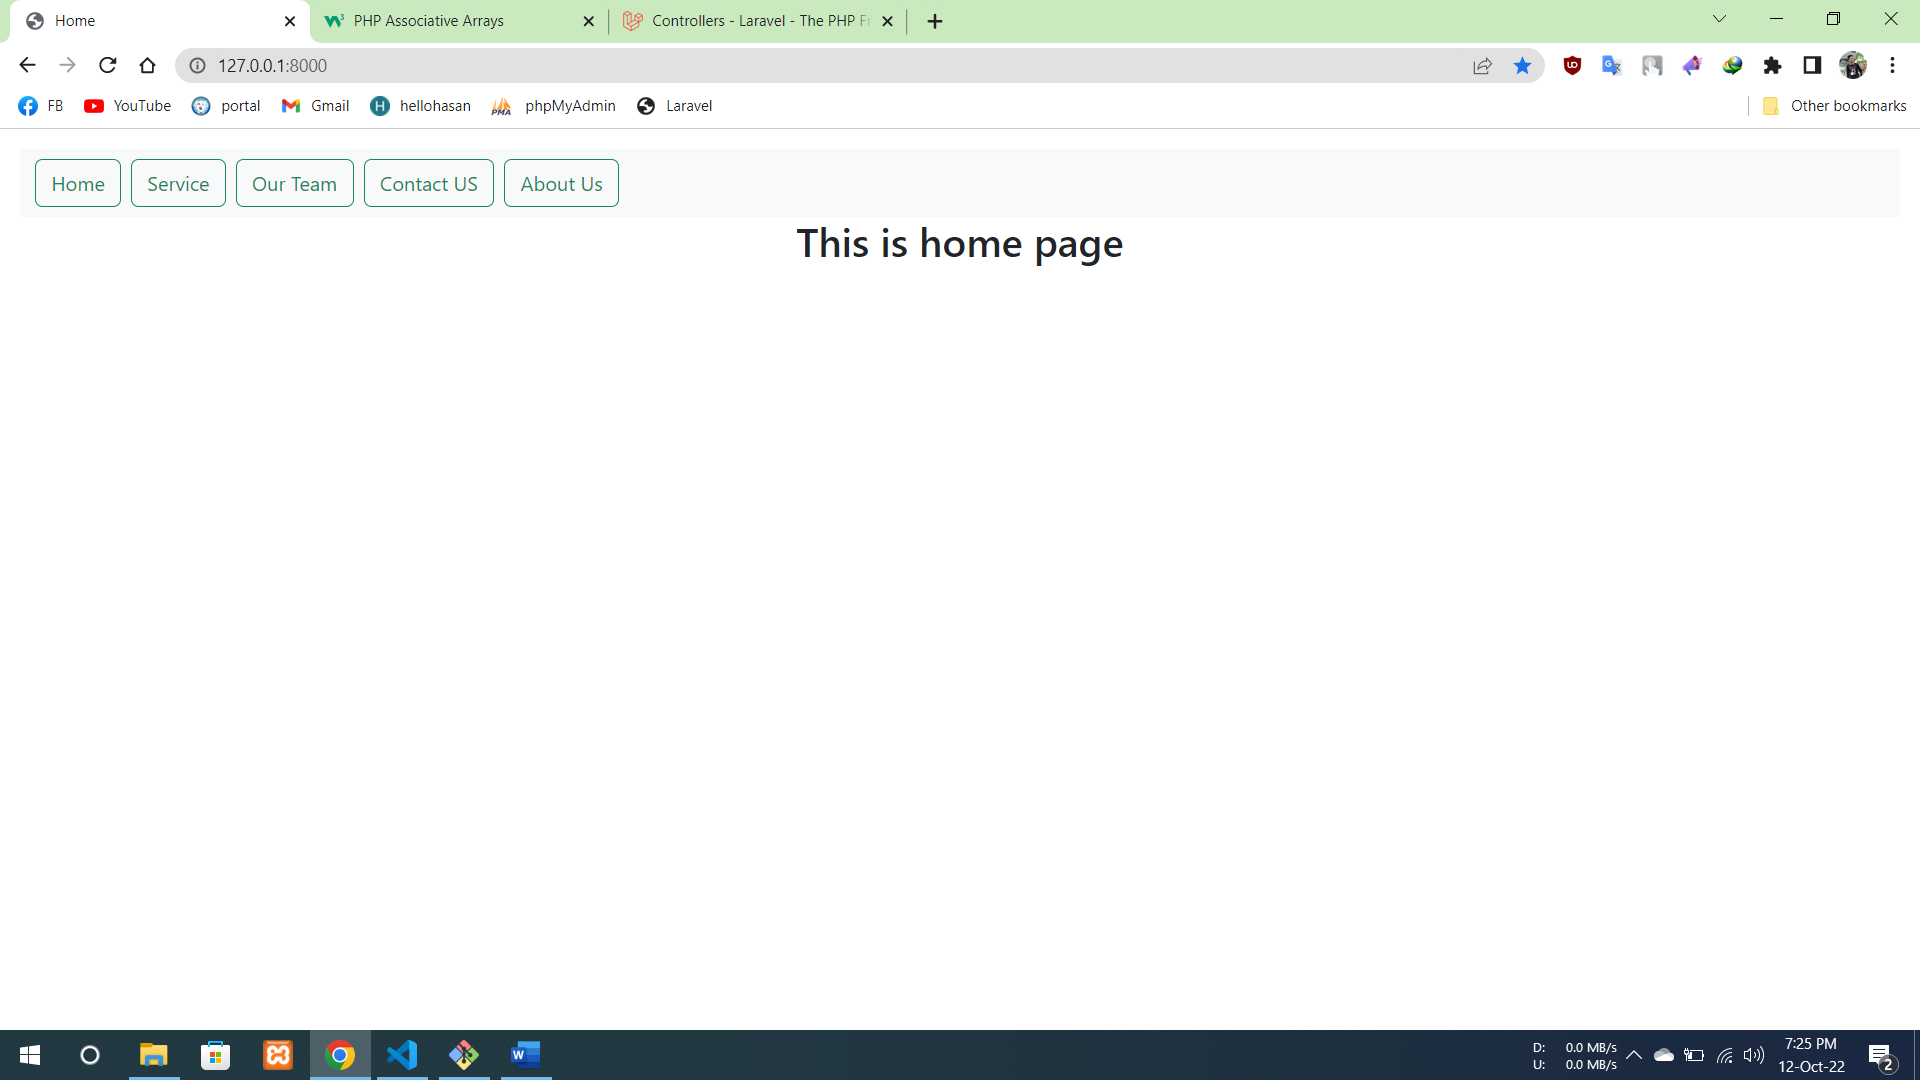 Home
PHP Associative Arrays
Controllers - Laravel - The PHP Fr
127.0.0.1:8000
FB
YouTube
portal
Gmail
H
hellohasan
PMA
phpMyAdmin
Laravel
Other bookmarks
Home
Service
Our Team
Contact US
About Us
This is home page
D: 0.0 MB/s
U: 0.0 MB/s
7:25 PM
12-Oct-22
2